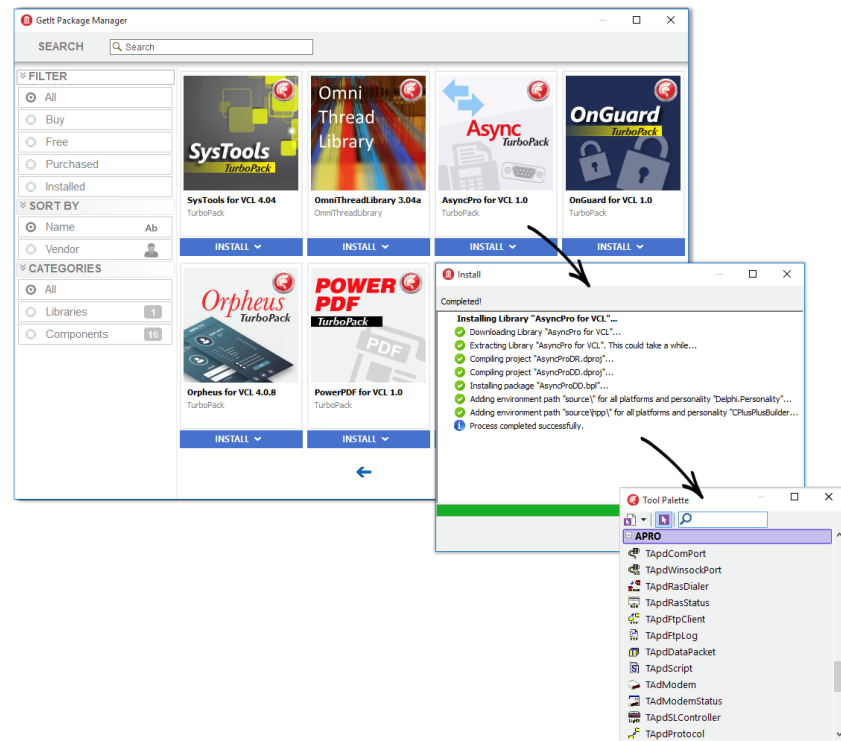 GetIt Package Manager
SEARCH
Search
FILTER
All
Buy
Free
Purchased
Installed
SORT BY
Name Ab
Vendor
CATEGORIES
All
Libraries 1
Components 16
SysTools
TurboPack
SysTools for VCL 4.04
TurboPack
INSTALL
Omni
Thread
Library
OmniThreadLibrary 3.04a
OmniThreadLibrary
INSTALL
Async
TurboPack
AsyncPro for VCL 1.0
TurboPack
INSTALL
OnGuard
TurboPack
OnGuard for VCL 1.0
TurboPack
INSTALL
Orpheus
TurboPack
Orpheus for VCL 4.0.8
TurboPack
INSTALL
POWER
PDF
TurboPack
PDF
PowerPDF for VCL 1.0
TurboPack
INSTALL
Install
Completed!
Installing Library "AsyncPro for VCL"...
Downloading Library "AsyncPro for VCL"...
Extracting Library "AsyncPro for VCL". This could take a while...
Compiling project "AsyncProDR.dproj"...
Compiling project "AsyncProDD.dproj"...
Installing package "AsyncProDD.bpl"...
Adding environment path "source\" for all platforms and personality "Delphi.Personality"...
Adding environment path "source\hpp\" for all platforms and personality "CPlusPlusBuilder...
Process completed successfully.
Tool Palette
APRO
TApdComPort
TApdWinsockPort
TApdRasDialer
TApdRasStatus
TApdFtpClient
TApdFtpLog
TApdDataPacket
TApdScript
TAdModem
TAdModemStatus
TApdSLController
TApdProtocol